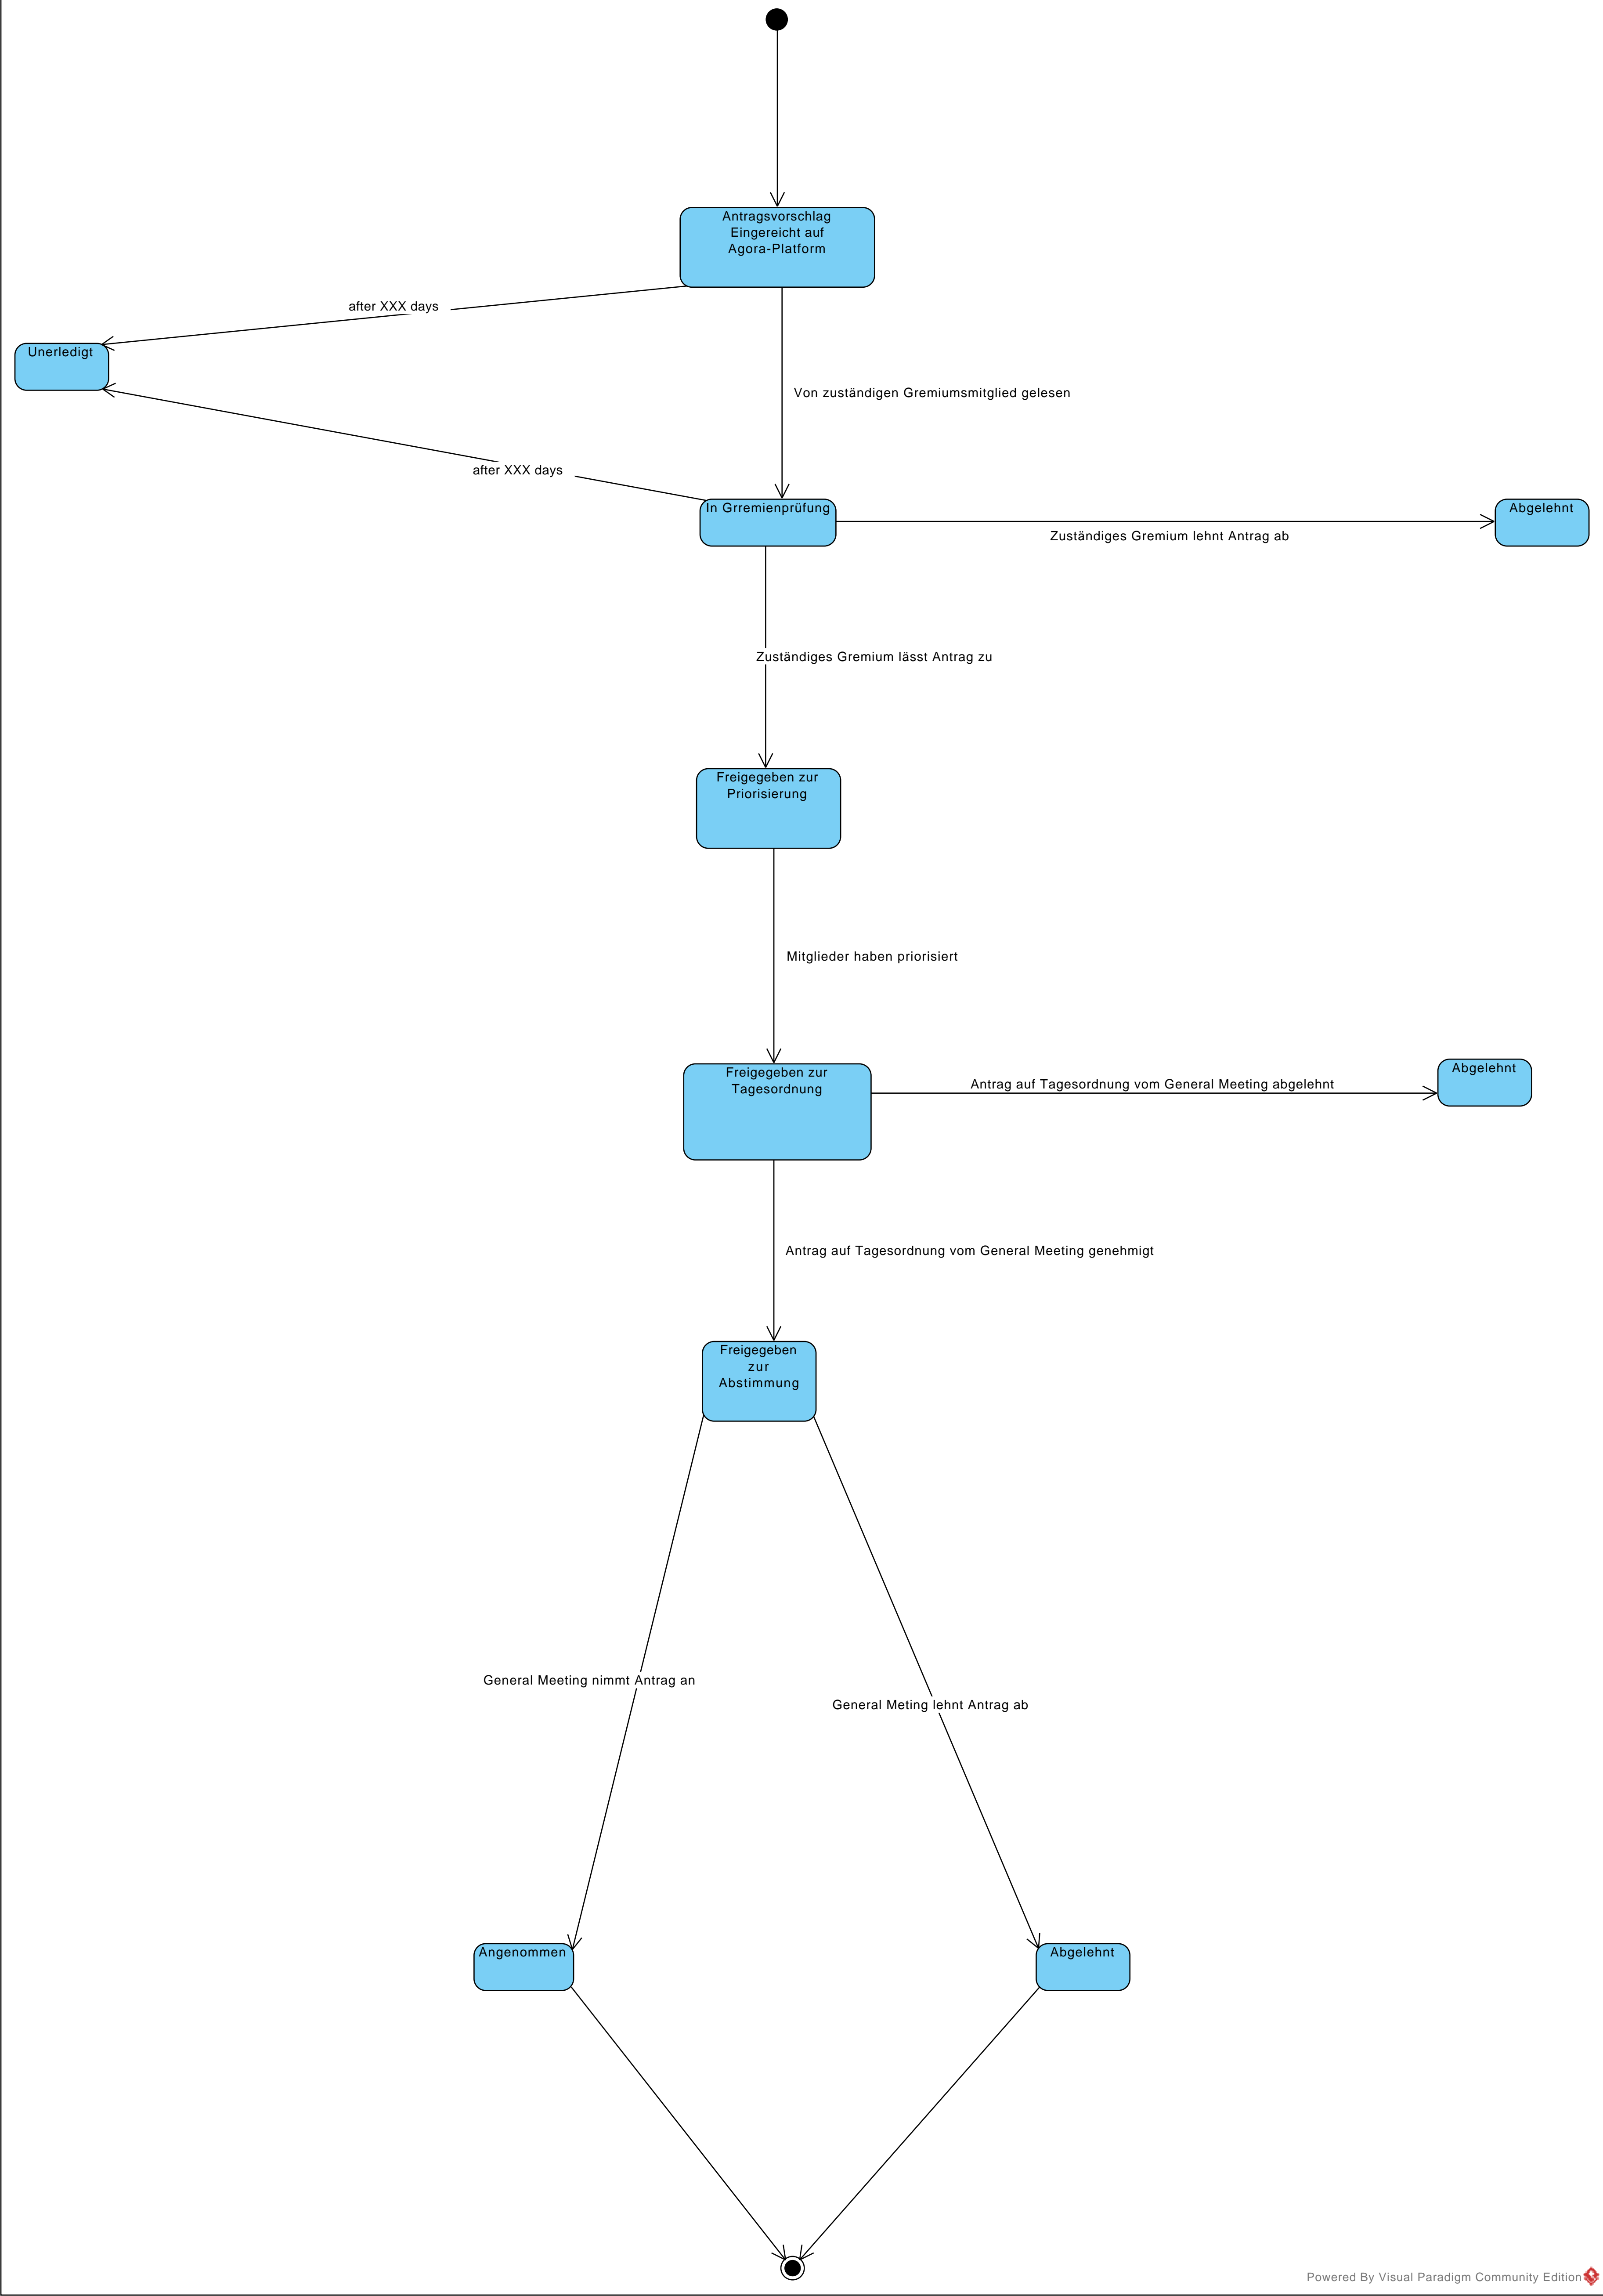 Antragsvorschlag
Eingereicht auf
Agora-Platform
after XXX days
Unerledigt
Von zuständigen Gremiumsmitglied gelesen
after XXX days
In Grremienprüfung
Abgelehnt
Zuständiges Gremium lehnt Antrag ab
Zuständiges Gremium lässt Antrag zu
Freigegeben zur
Priorisierung
Mitglieder haben priorisiert
Freigegeben zur
Tagesordnung
Antrag auf Tagesordnung vom General Meeting abgelehnt
Abgelehnt
Antrag auf Tagesordnung vom General Meeting genehmigt
Freigegeben
zur
Abstimmung
General Meeting nimmt Antrag an
General Meting lehnt Antrag ab
Angenommen
Abgelehnt
Powered By Visual Paradigm Community Edition